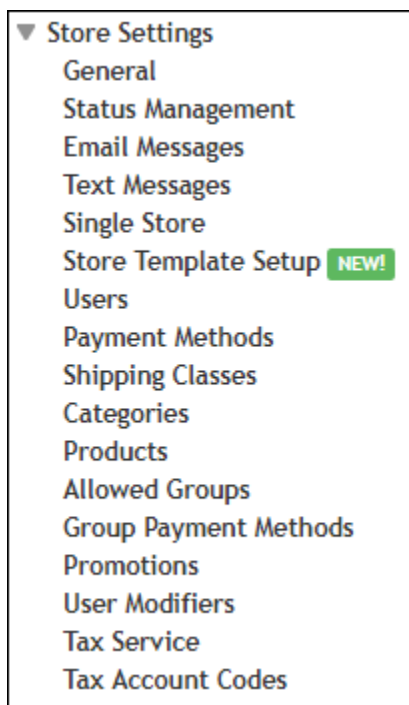 Store Settings
General
Status Management
Email Messages
Text Messages
Single Store
Store Template Setup NEW!
Users
Payment Methods
Shipping Classes
Categories
Products
Allowed Groups
Group Payment Methods
Promotions
User Modifiers
Tax Service
Tax Account Codes